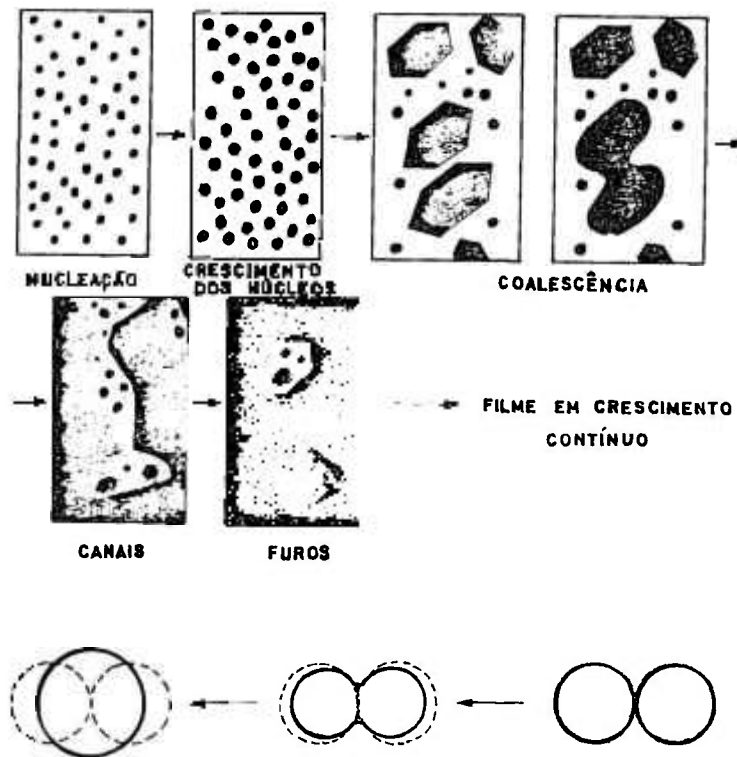 NUCLEAÇÃO
CRESCIMENTO
DOS NÚCLEOS
COALESCÊNCIA
CANAIS
FUROS
FILME EM CRESCIMENTO
CONTÍNUO